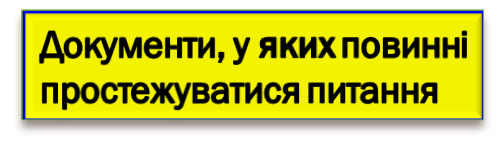 Документи, у яких повинні
простежуватися питання